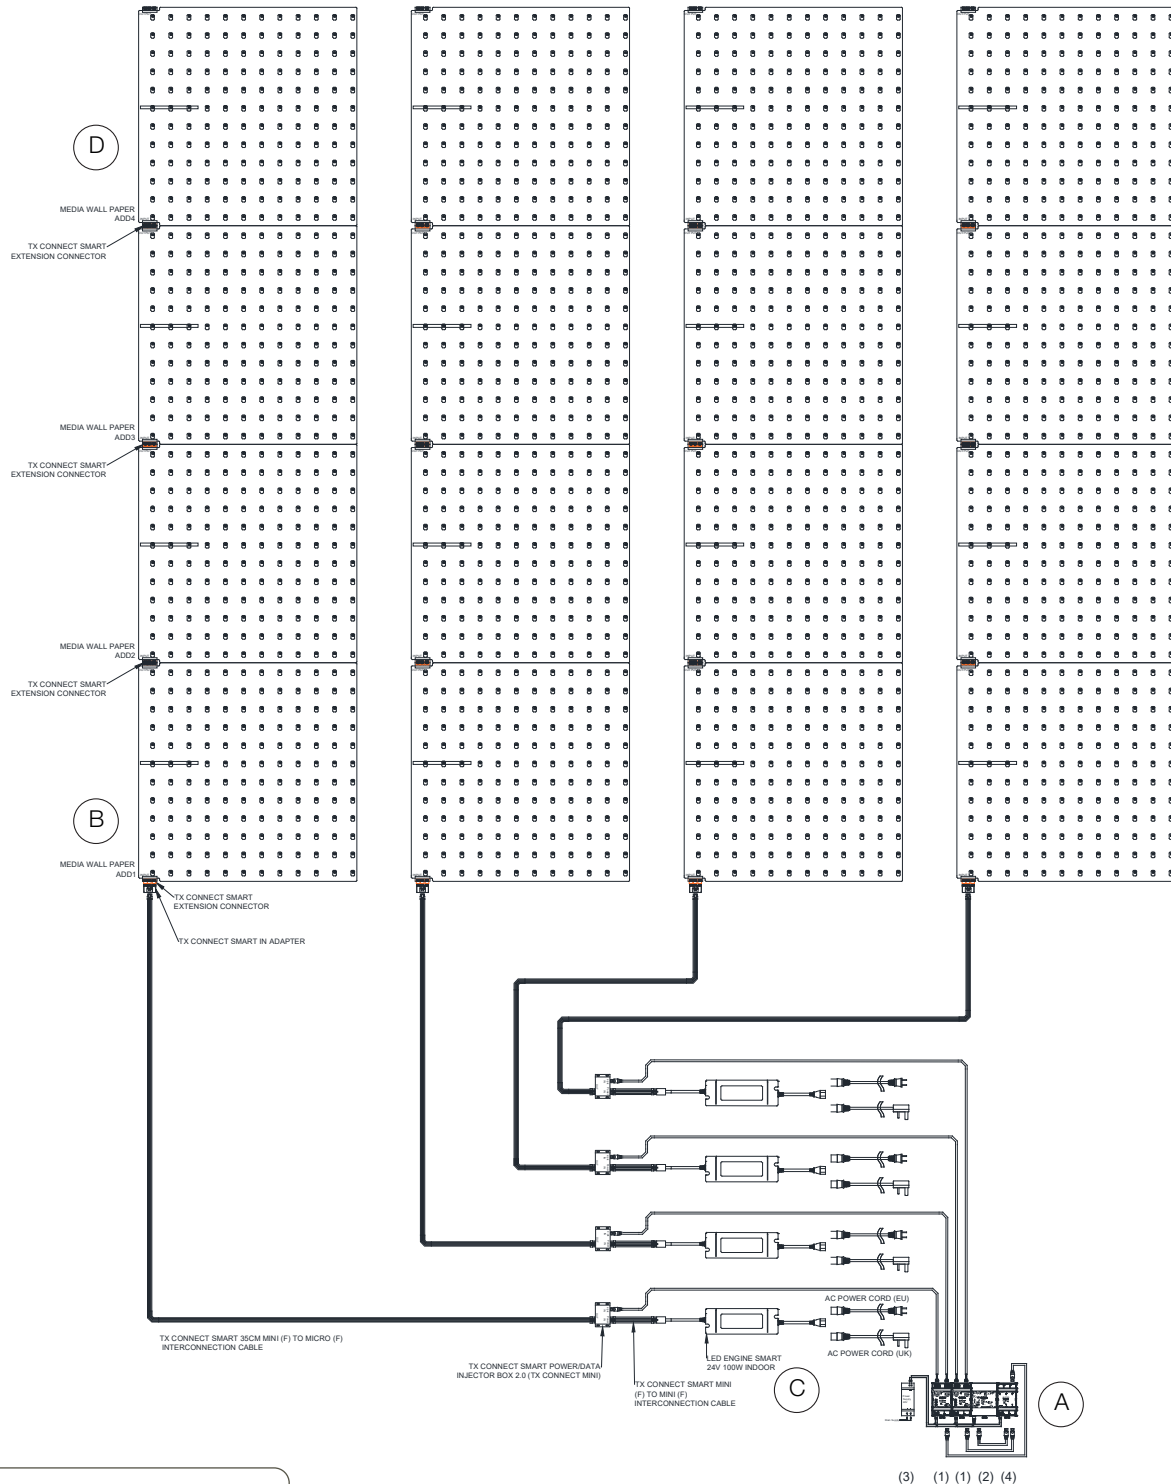 D
MEDIA WALL PAPER
ADD4
TX CONNECT SMART
EXTENSION CONNECTOR
MEDIA WALL PAPER
ADD3
TX CONNECT SMART
EXTENSION CONNECTOR
MEDIA WALL PAPER
ADD2
TX CONNECT SMART
EXTENSION CONNECTOR
B
MEDIA WALL PAPER
ADD1
TX CONNECT SMART
EXTENSION CONNECTOR
TX CONNECT SMART IN ADAPTER
AC POWER CORD (EU)
TX CONNECT SMART 35CM MINI (F) TO MICRO (F)
INTERCONNECTION CABLE
AC POWER CORD (UK)
LED ENGINE SMART
24V 100W INDOOR
TX CONNECT SMART POWER/DATA
INJECTOR BOX 2.0 (TX CONNECT MINI)
C
TX CONNECT SMART MINI
(F) TO MINI (F)
INTERCONNECTION CABLE
A
(3) (1) (1) (2) (4)